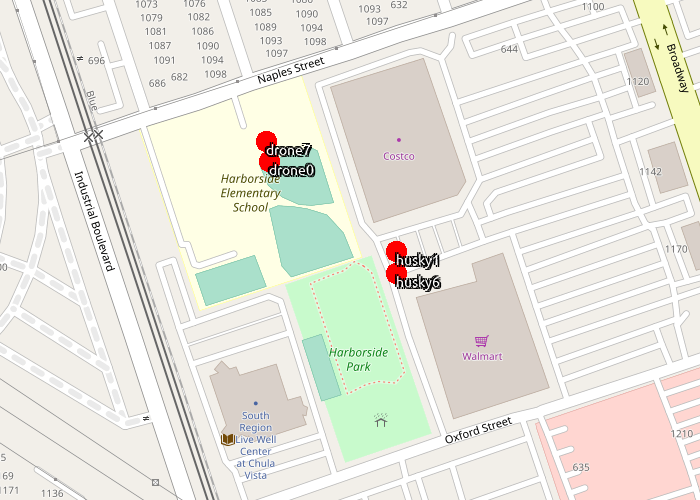 1073
1079
1081
1087
1091
1076
1082
1086
1090
1094
1098
1085
1089
1093
1097
1090
1094
1098
1093
1097
632
1100
644
696
686
682
Naples Street
Broadway
1120
1142
1170
Blue
Industrial Boulevard
Costco
drone7
drone0
Harborside
Elementary
School
husky1
husky6
Walmart
Harborside
Park
Oxford Street
South
Region
Live Well
Center
at Chula
Vista
635
1210
00
5
169
1171
1136